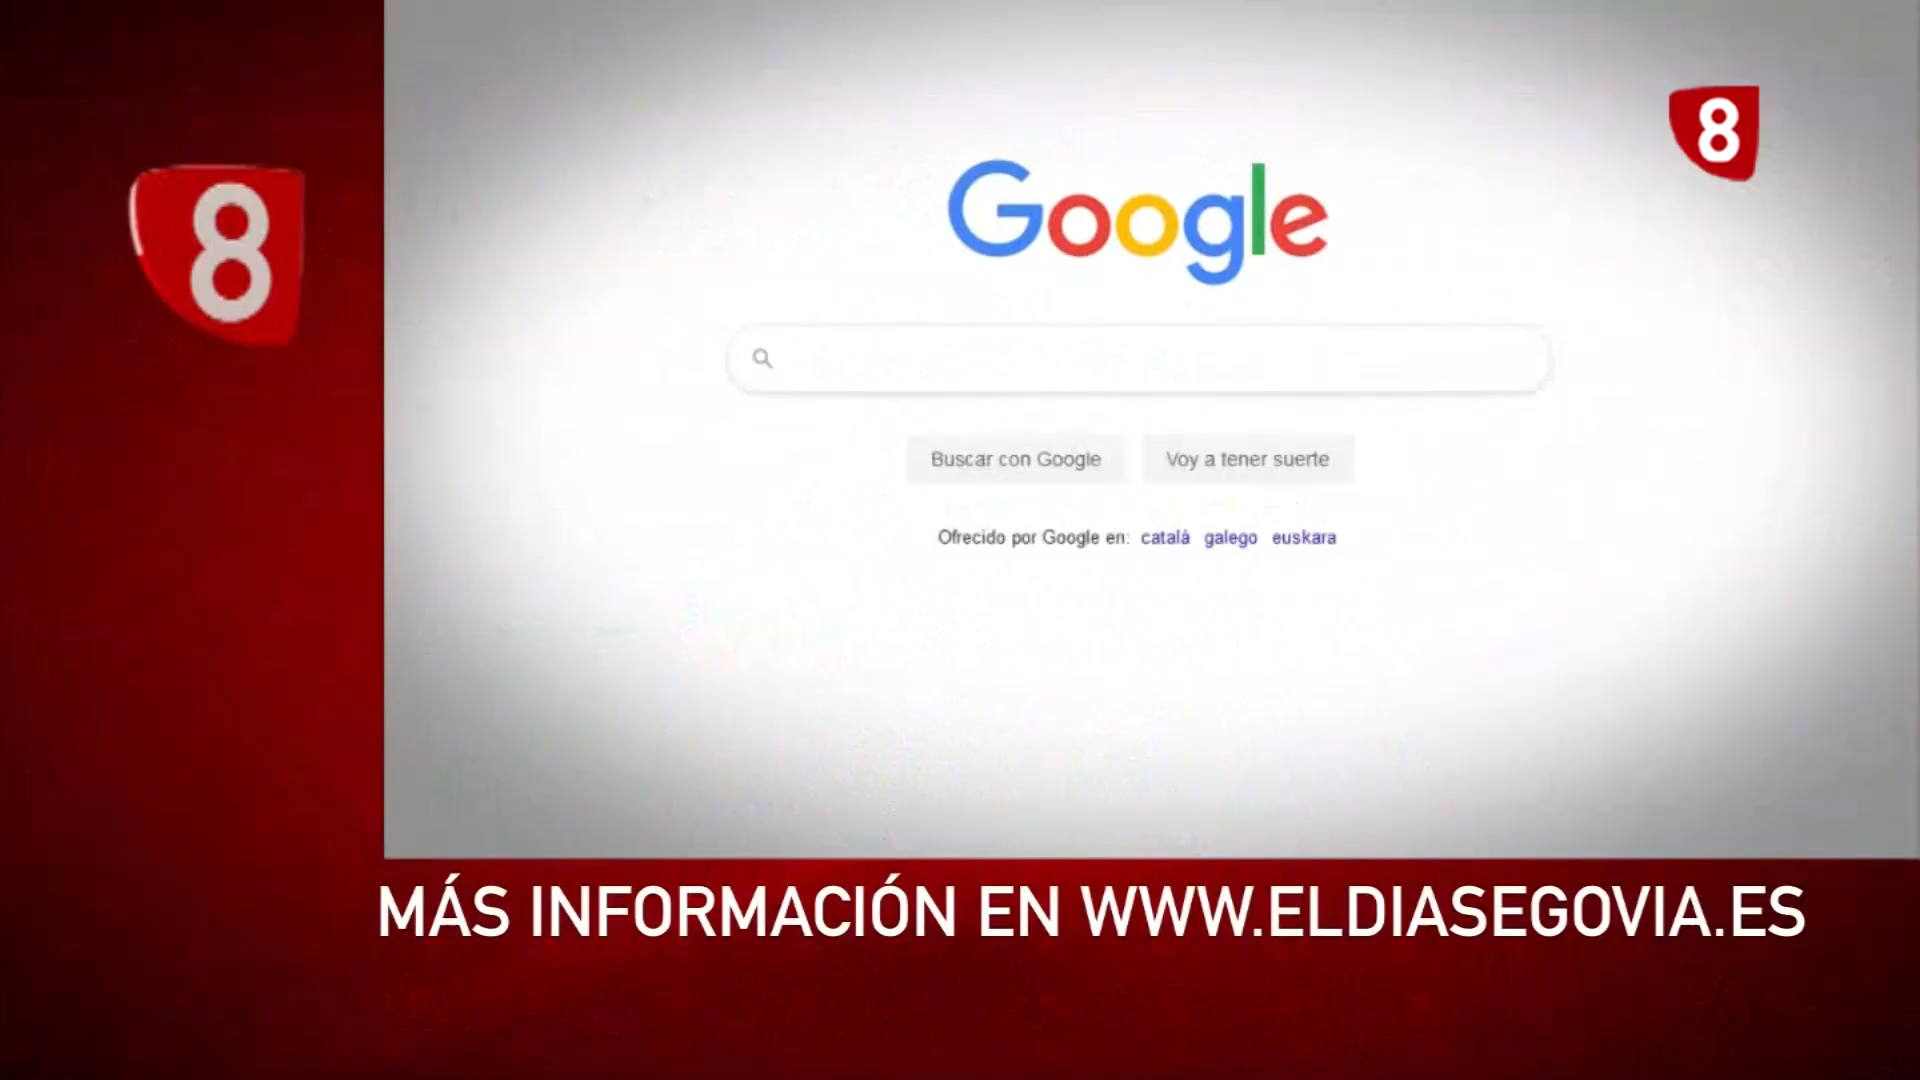 8
8
Google
Buscar con Google
Voy a tener suerte
Ofrecido por Google en: català galego euskara
MÁS INFORMACIÓN EN WWW.ELDIASEGOVIA.ES